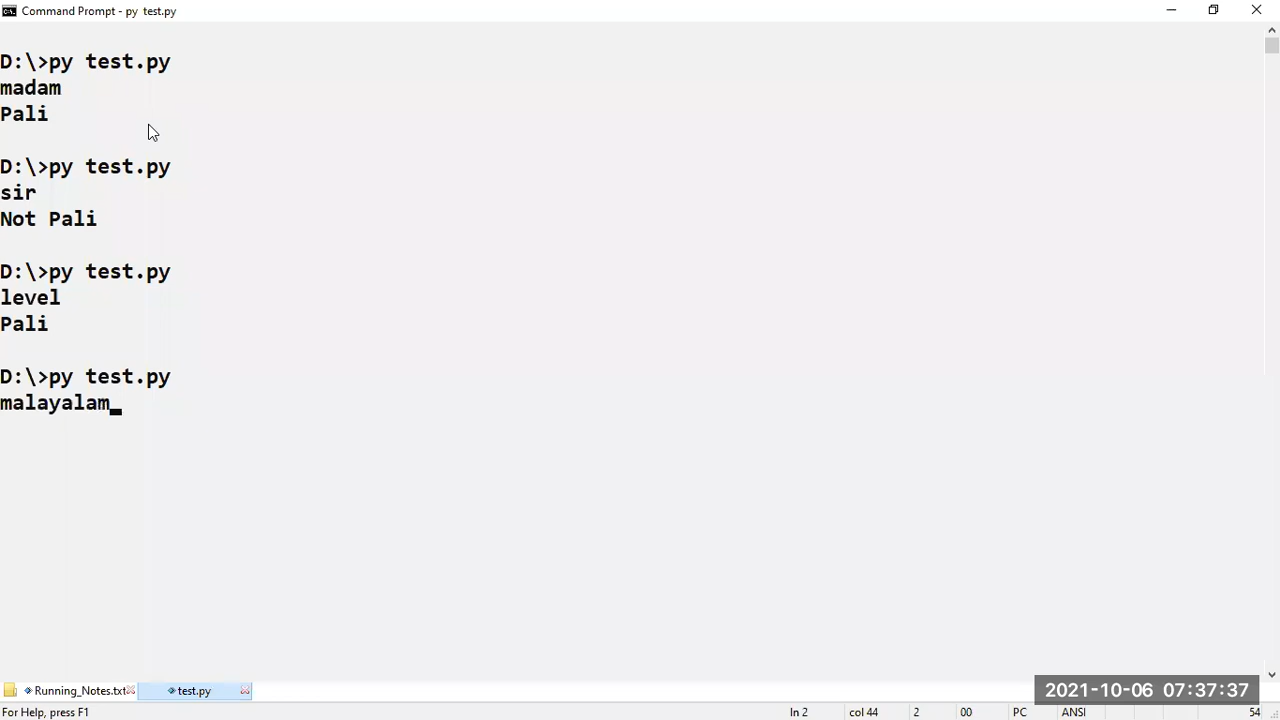 Command Prompt - py  test.py
D:\>py test.py
madam
Pali
D:\>py test.py
sir
Not Pali
D:\>py test.py
level
Pali
D:\>py test.py
malayalam_
Running_Notes.txt test.py
2021-10-06 07:37:37
For Help, press F1 ln 2 col 44 2 00 PC ANSI 54